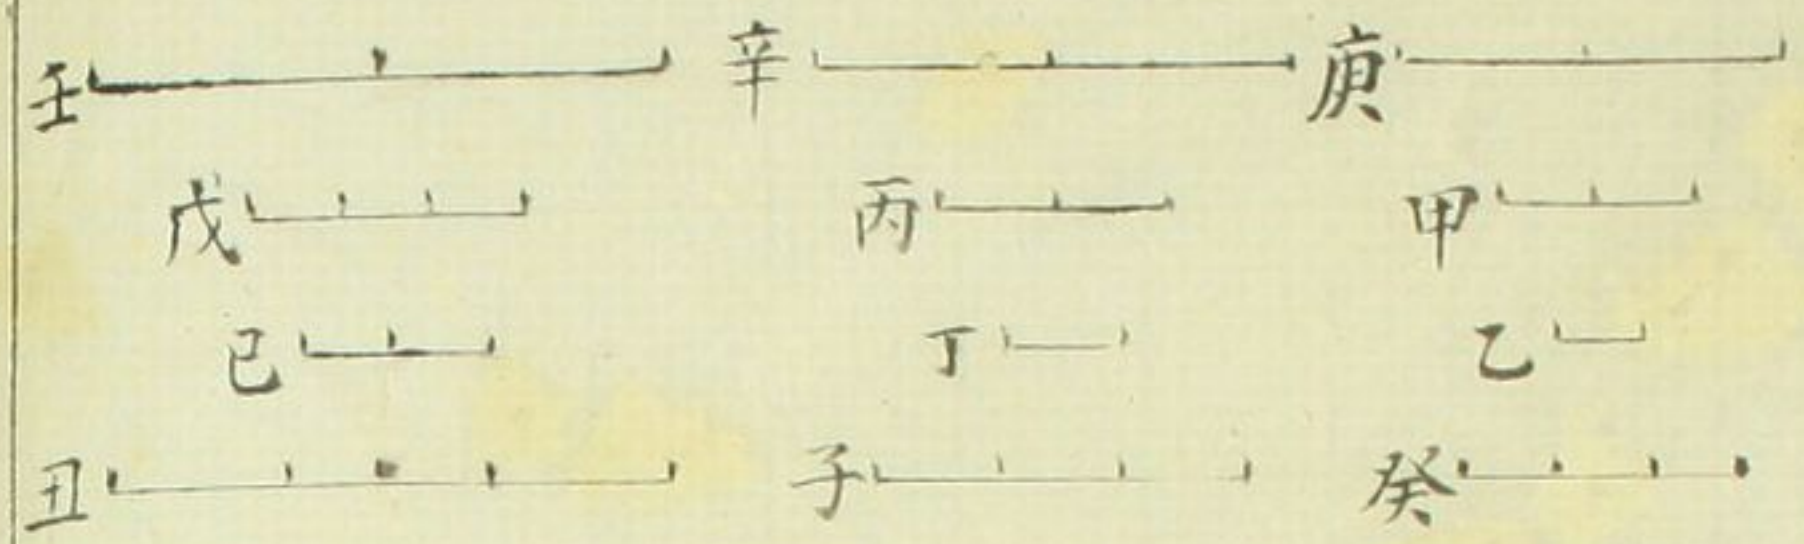 庚 辛 壬
甲 丙 戊
乙 丁 己
癸 子 丑